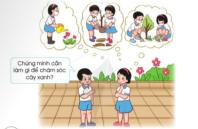 Chúng mình cần
làm gì để chăm sóc
cây xanh?